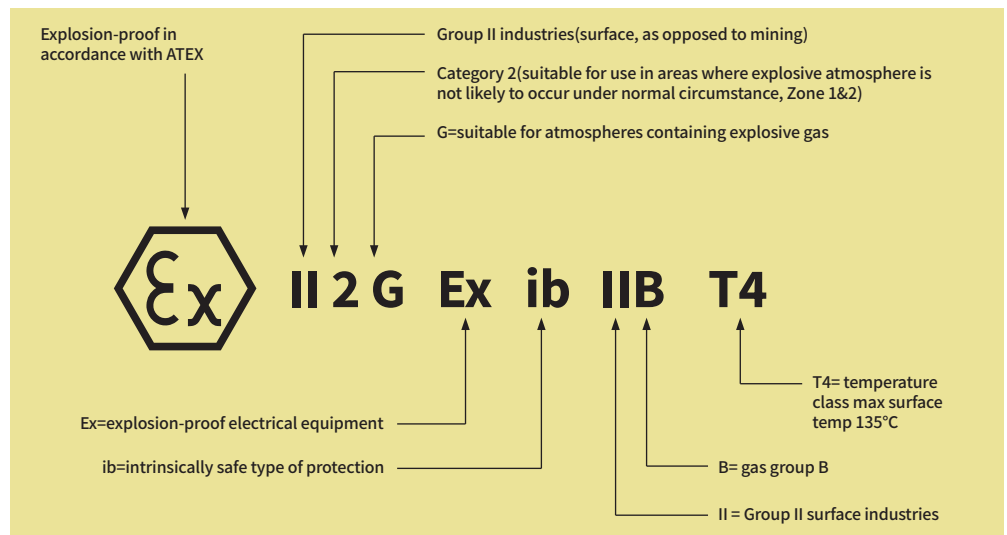 Explosion-proof in
accordance with ATEX
Group II industries(surface, as opposed to mining)
Category 2(suitable for use in areas where explosive atmosphere is
not likely to occur under normal circumstance, Zone 1&2)
G=suitable for atmospheres containing explosive gas
Ex II 2 G Ex ib IIB T4
T4= temperature
class max surface
temp 135°C
Ex=explosion-proof electrical equipment
ib=intrinsically safe type of protection
B= gas group B
II = Group II surface industries